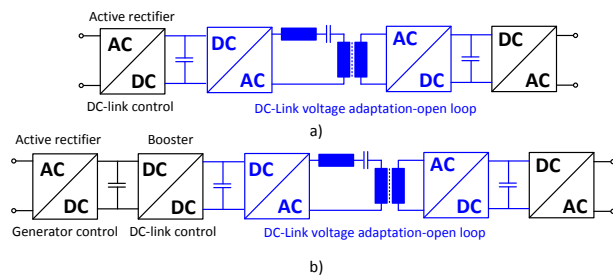 Active rectifier
AC DC DC AC AC DC DC AC
DC-link control
DC-Link voltage adaptation-open loop
a)
Active rectifier Booster
AC DC DC DC DC AC AC DC DC AC
Generator control DC-link control DC-Link voltage adaptation-open loop
b)